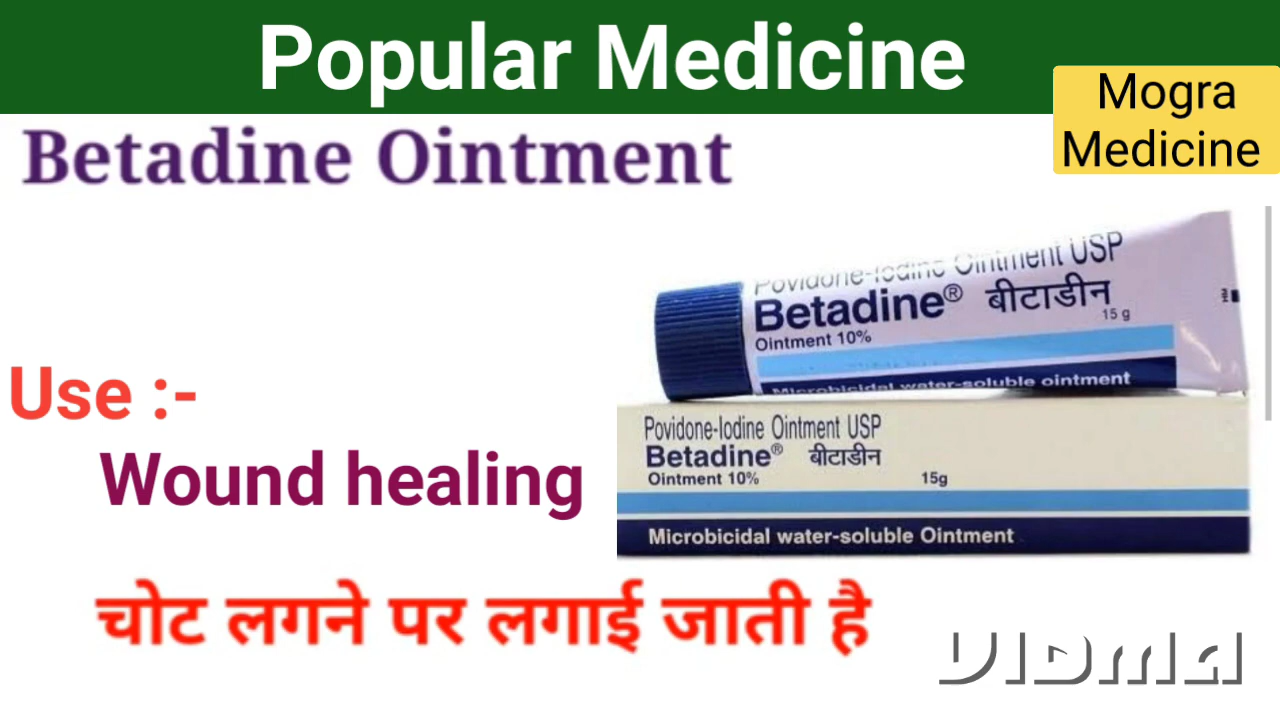 Popular Medicine
Mogra
Medicine
Betadine Ointment
Povidone-Iodine Ointment USP
Betadine® बीटाडीन
15 g
Ointment 10%
Microbicidal water-soluble ointment
Povidone-Iodine Ointment USP
Betadine® बीटाडीन
Ointment 10% 15g
Microbicidal water-soluble Ointment
Use :-
Wound healing
चोट लगने पर लगाई जाती है
VIDMA